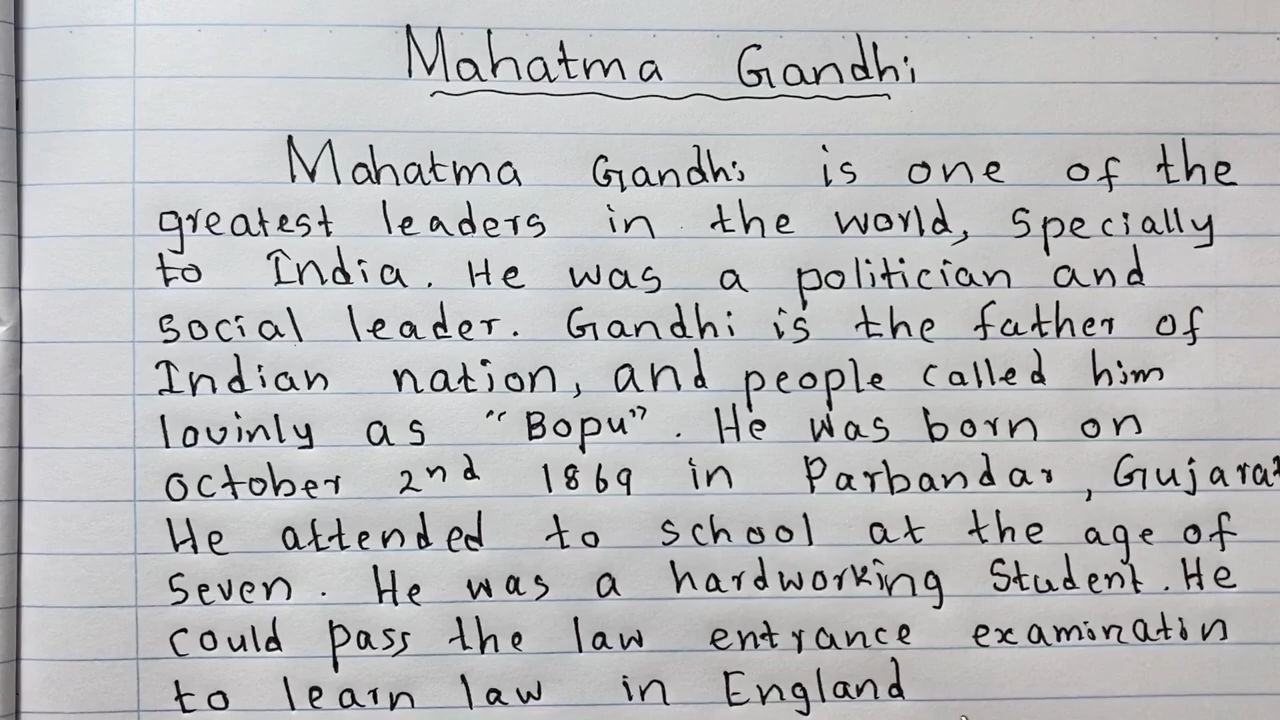 Mahatma Gandhi
Mahatma Gandhi is one of the
greatest leaders in the world, specially
to India. He was a politician and
social leader. Gandhi is the father of
Indian nation, and people called him
lovinly as "Bopu". He was born on
october 2nd 1869 in Parbandar, Gujarat
He attended to school at the age of
seven. He was a hardworking Student. He
could pass the law entrance examinatin
to learn law in England